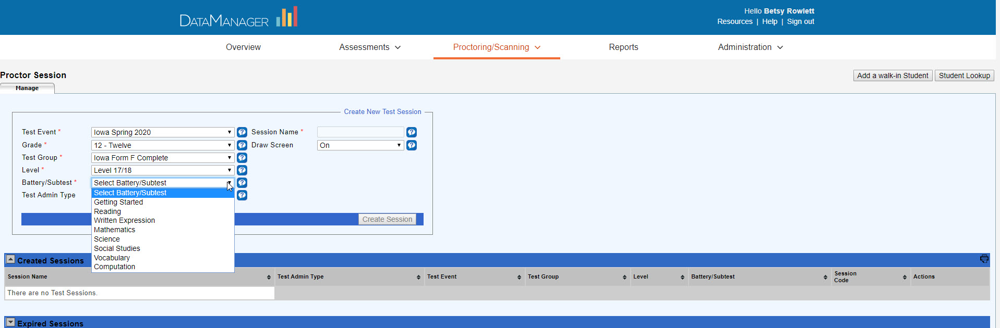 DATAMANAGER
Hello Betsy Rowlett
Resources | Help | Sign out
Overview Assessments Proctoring/Scanning Reports Administration
Proctor Session
Add a walk-in Student Student Lookup
Manage
Create New Test Session
Test Event * Iowa Spring 2020 ? Session Name * ?
Grade * 12 - Twelve ? Draw Screen On ?
Test Group * Iowa Form F Complete ?
Level * Level 17/18 ?
Battery/Subtest * Select Battery/Subtest ?
Test Admin Type ?
Select Battery/Subtest
Getting Started
Reading
Written Expression
Mathematics
Science
Social Studies
Vocabulary
Computation
Create Session
Created Sessions
Session Name Test Admin Type Test Event Test Group Level Battery/Subtest Session Code Actions
There are no Test Sessions.
Expired Sessions